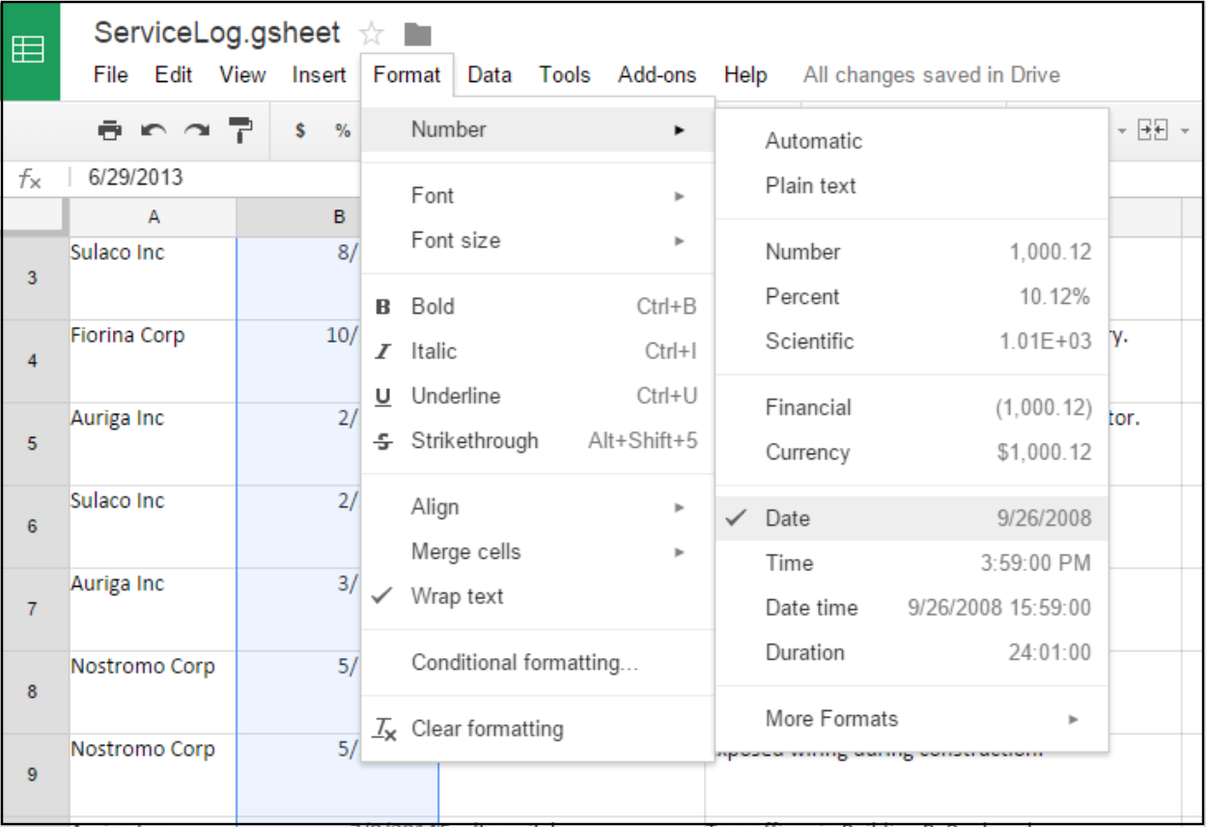 ServiceLog.gsheet
File Edit View Insert Format Data Tools Add-ons Help All changes saved in Drive
$ %
fx 6/29/2013
A B
3 Sulaco Inc 8/
4 Fiorina Corp 10/ y.
5 Auriga Inc 2/ tor.
6 Sulaco Inc 2/
7 Auriga Inc 3/
8 Nostromo Corp 5/
9 Nostromo Corp 5/ wiring during construction.
Number
Font
Font size
B Bold Ctrl+B
I Italic Ctrl+I
U Underline Ctrl+U
S Strikethrough Alt+Shift+5
Align
Merge cells
Wrap text
Conditional formatting...
Clear formatting
Automatic
Plain text
Number 1,000.12
Percent 10.12%
Scientific 1.01E+03
Financial (1,000.12)
Currency $1,000.12
Date 9/26/2008
Time 3:59:00 PM
Date time 9/26/2008 15:59:00
Duration 24:01:00
More Formats